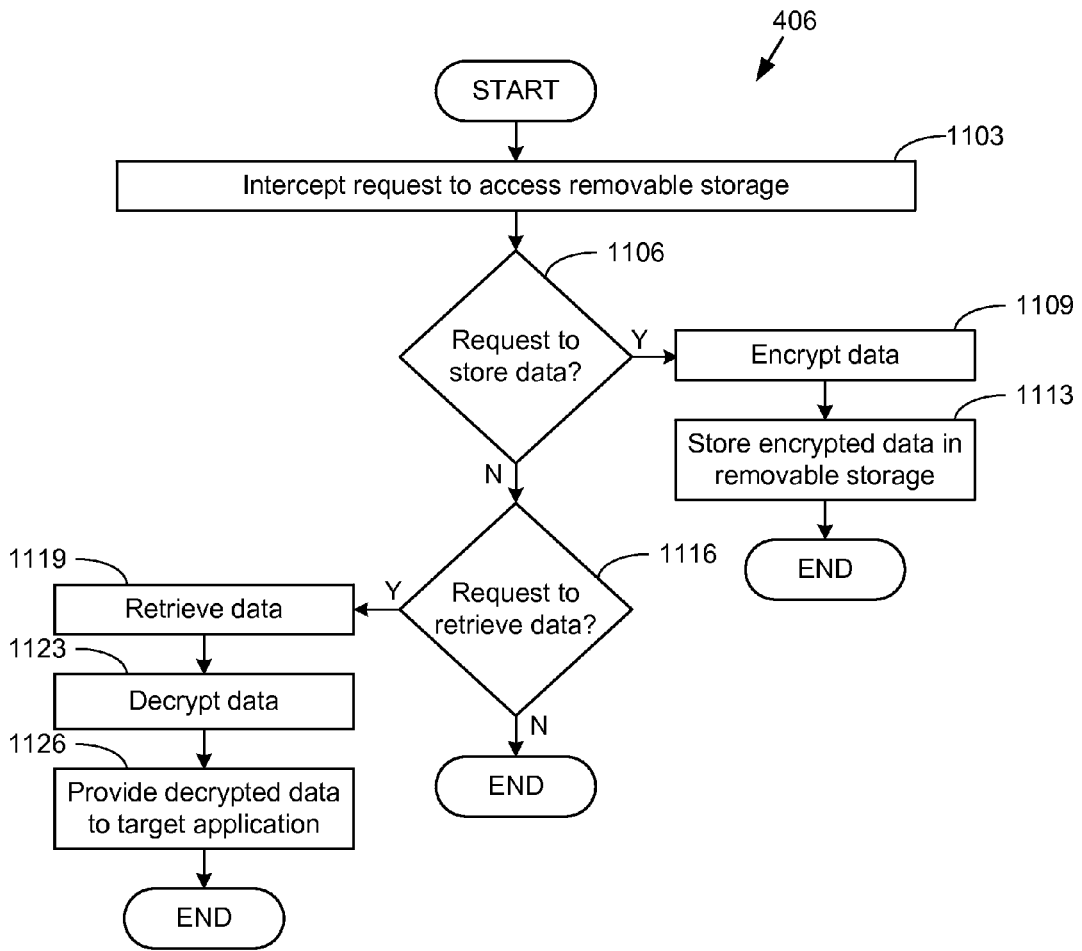 406
START
1103
Intercept request to access removable storage
1106
Request to
store data?
Y
1109
Encrypt data
1113
Store encrypted data in
removable storage
END
N
1116
Request to
retrieve data?
Y
1119
Retrieve data
1123
Decrypt data
1126
Provide decrypted data
to target application
END
N
END